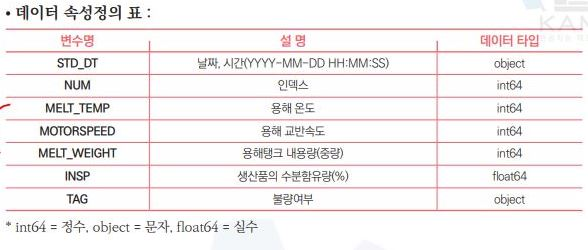 • 데이터 속성정의 표 :
변수명 설 명 데이터 타입
STD_DT 날짜, 시간(YYYY-MM-DD HH:MM:SS) object
NUM 인덱스 int64
MELT_TEMP 용해 온도 int64
MOTORSPEED 용해 교반속도 int64
MELT_WEIGHT 용해탱크 내용량(중량) int64
INSP 생산품의 수분함유량(%) float64
TAG 불량여부 object
* int64 = 정수, object = 문자, float64 = 실수